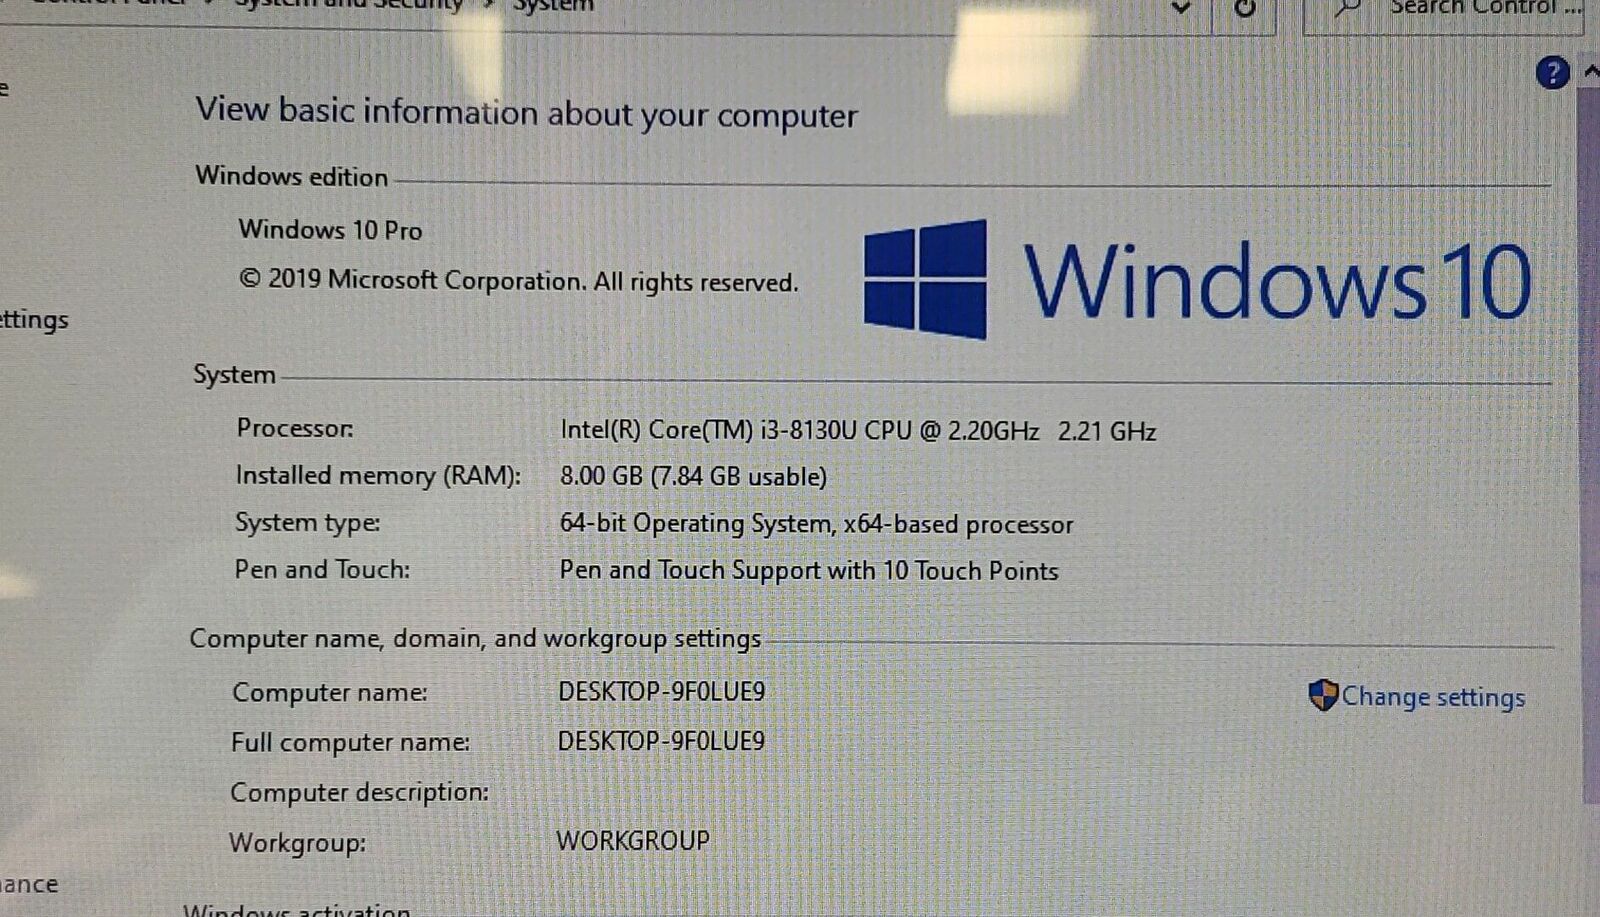 System and Security > System
Search Control ...
?
View basic information about your computer
Windows edition
Windows 10 Pro
© 2019 Microsoft Corporation. All rights reserved.
Windows 10
ettings
System
Processor: Intel(R) Core(TM) i3-8130U CPU @ 2.20GHz 2.21 GHz
Installed memory (RAM): 8.00 GB (7.84 GB usable)
System type: 64-bit Operating System, x64-based processor
Pen and Touch: Pen and Touch Support with 10 Touch Points
Computer name, domain, and workgroup settings
Computer name: DESKTOP-9F0LUE9
Change settings
Full computer name: DESKTOP-9F0LUE9
Computer description:
Workgroup: WORKGROUP
ance
Windows activation